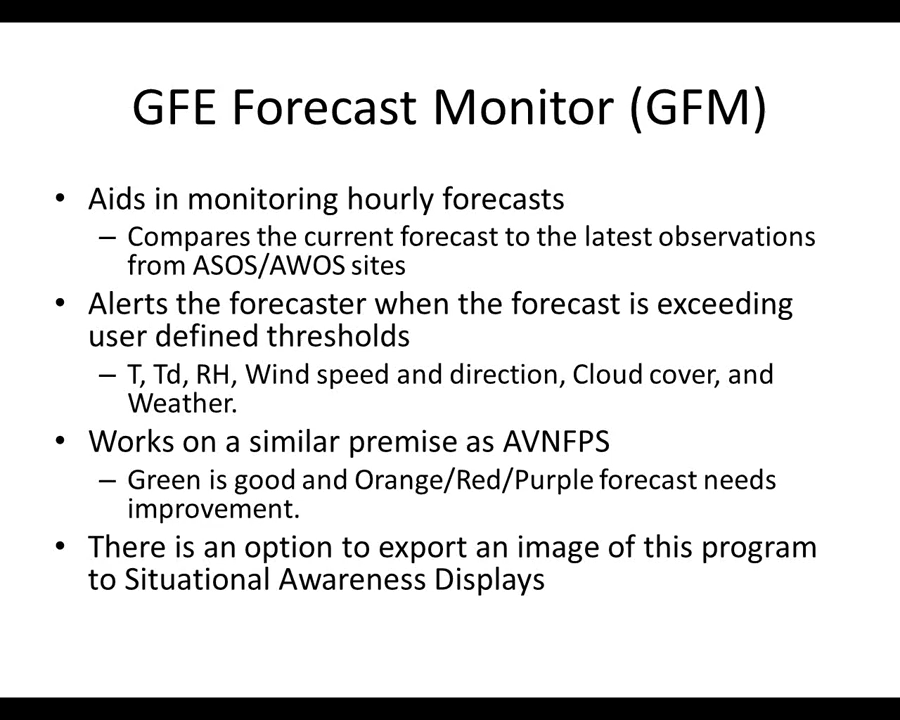 GFE Forecast Monitor (GFM)
• Aids in monitoring hourly forecasts
– Compares the current forecast to the latest observations
from ASOS/AWOS sites
• Alerts the forecaster when the forecast is exceeding
user defined thresholds
– T, Td, RH, Wind speed and direction, Cloud cover, and
Weather.
• Works on a similar premise as AVNFPS
– Green is good and Orange/Red/Purple forecast needs
improvement.
• There is an option to export an image of this program
to Situational Awareness Displays